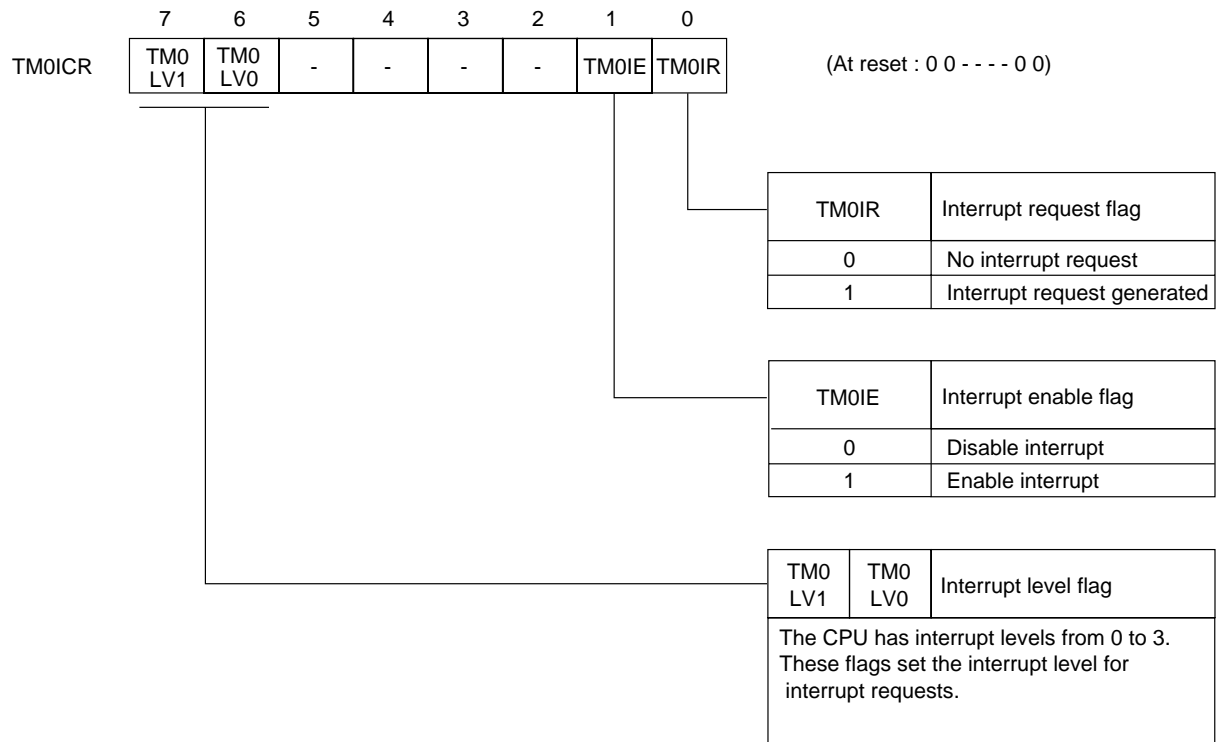 7 6 5 4 3 2 1 0
TM0ICR TM0 LV1 TM0 LV0 - - - - TM0IE TM0IR (At reset : 0 0 - - - - 0 0)
TM0IR Interrupt request flag
0 No interrupt request
1 Interrupt request generated
TM0IE Interrupt enable flag
0 Disable interrupt
1 Enable interrupt
TM0 LV1 TM0 LV0 Interrupt level flag
The CPU has interrupt levels from 0 to 3.
These flags set the interrupt level for
interrupt requests.